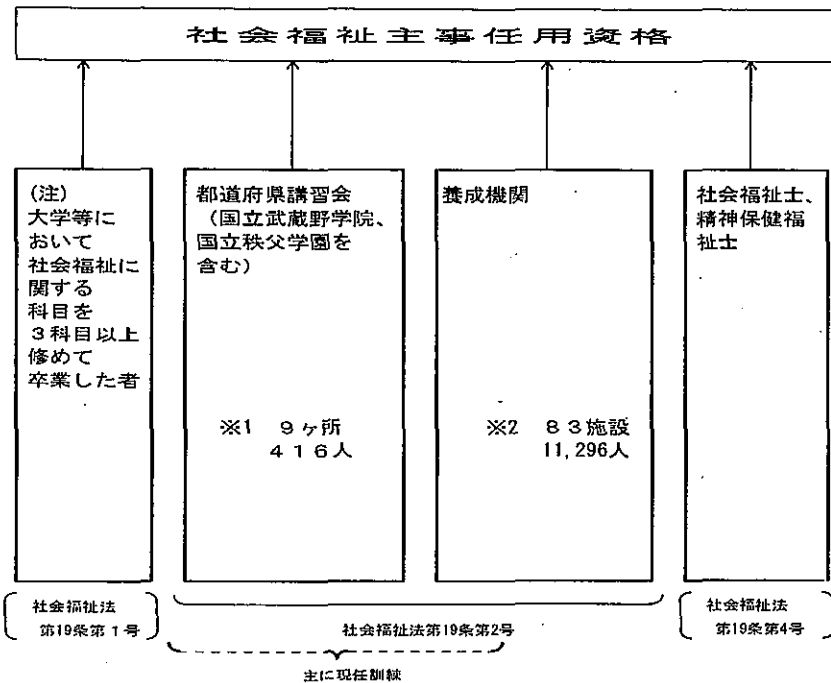 社会福祉主事任用資格
(注)
大学等に
おいて
社会福祉に
関する
科目を
３科目以上
修めて
卒業した者
都道府県講習会
（国立武蔵野学院、
国立秩父学園を
含む）
※1　９ヶ所
４１６人
養成機関
※2　８３施設
11,296人
社会福祉士、
精神保健福
祉士
社会福祉法
第19条第１号
社会福祉法第19条第2号
社会福祉法
第19条第4号
主に現任訓練